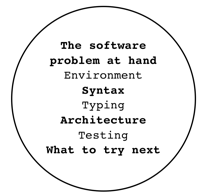 The software
problem at hand
Environment
Syntax
Typing
Architecture
Testing
What to try next